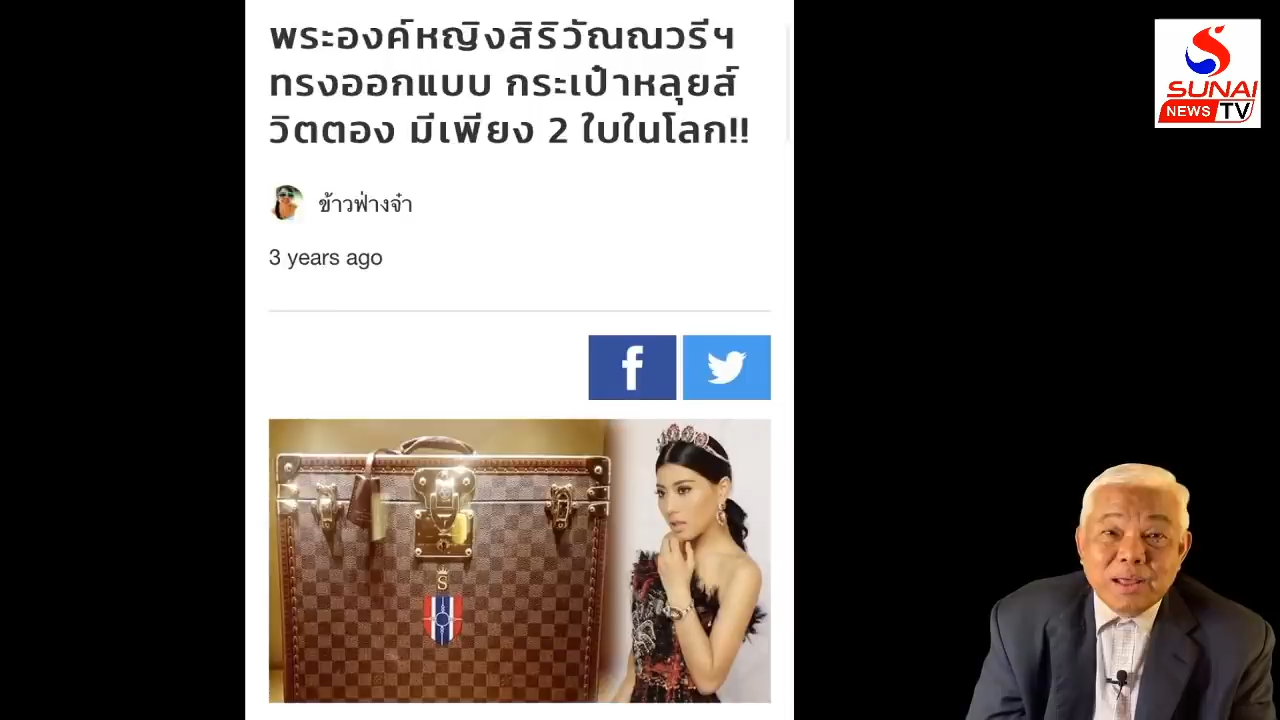 พระองค์หญิงสิริวัณณวรีฯ
ทรงออกแบบ กระเป๋าหลุยส์
วิตตอง มีเพียง 2 ใบในโลก!!
ข้าวฟ่างจ๋า
3 years ago
SUNAI
NEWS TV
S